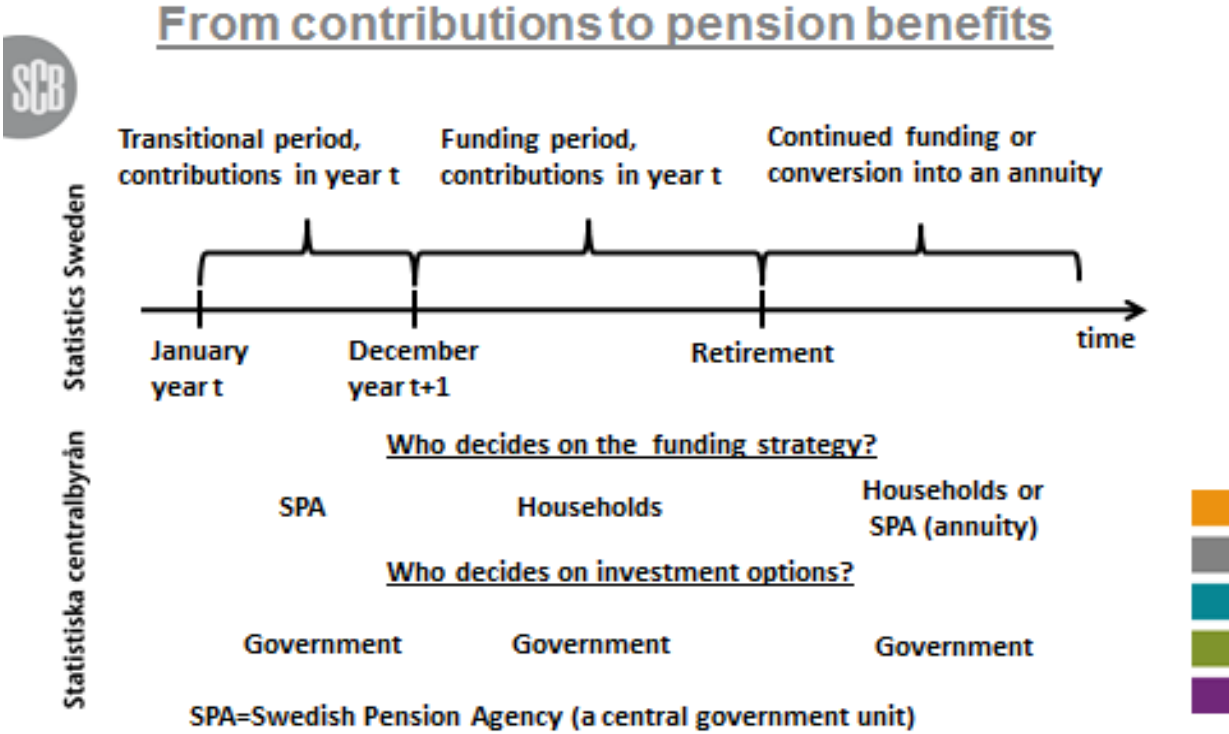 From contributions to pension benefits
SCB
Transitional period,
contributions in year t
Funding period,
contributions in year t
Continued funding or
conversion into an annuity
January
year t
December
year t+1
Retirement
time
Who decides on the funding strategy?
SPA
Households
Households or
SPA (annuity)
Who decides on investment options?
Government
Government
Government
SPA=Swedish Pension Agency (a central government unit)
Statistics Sweden
Statistiska centralbyrån